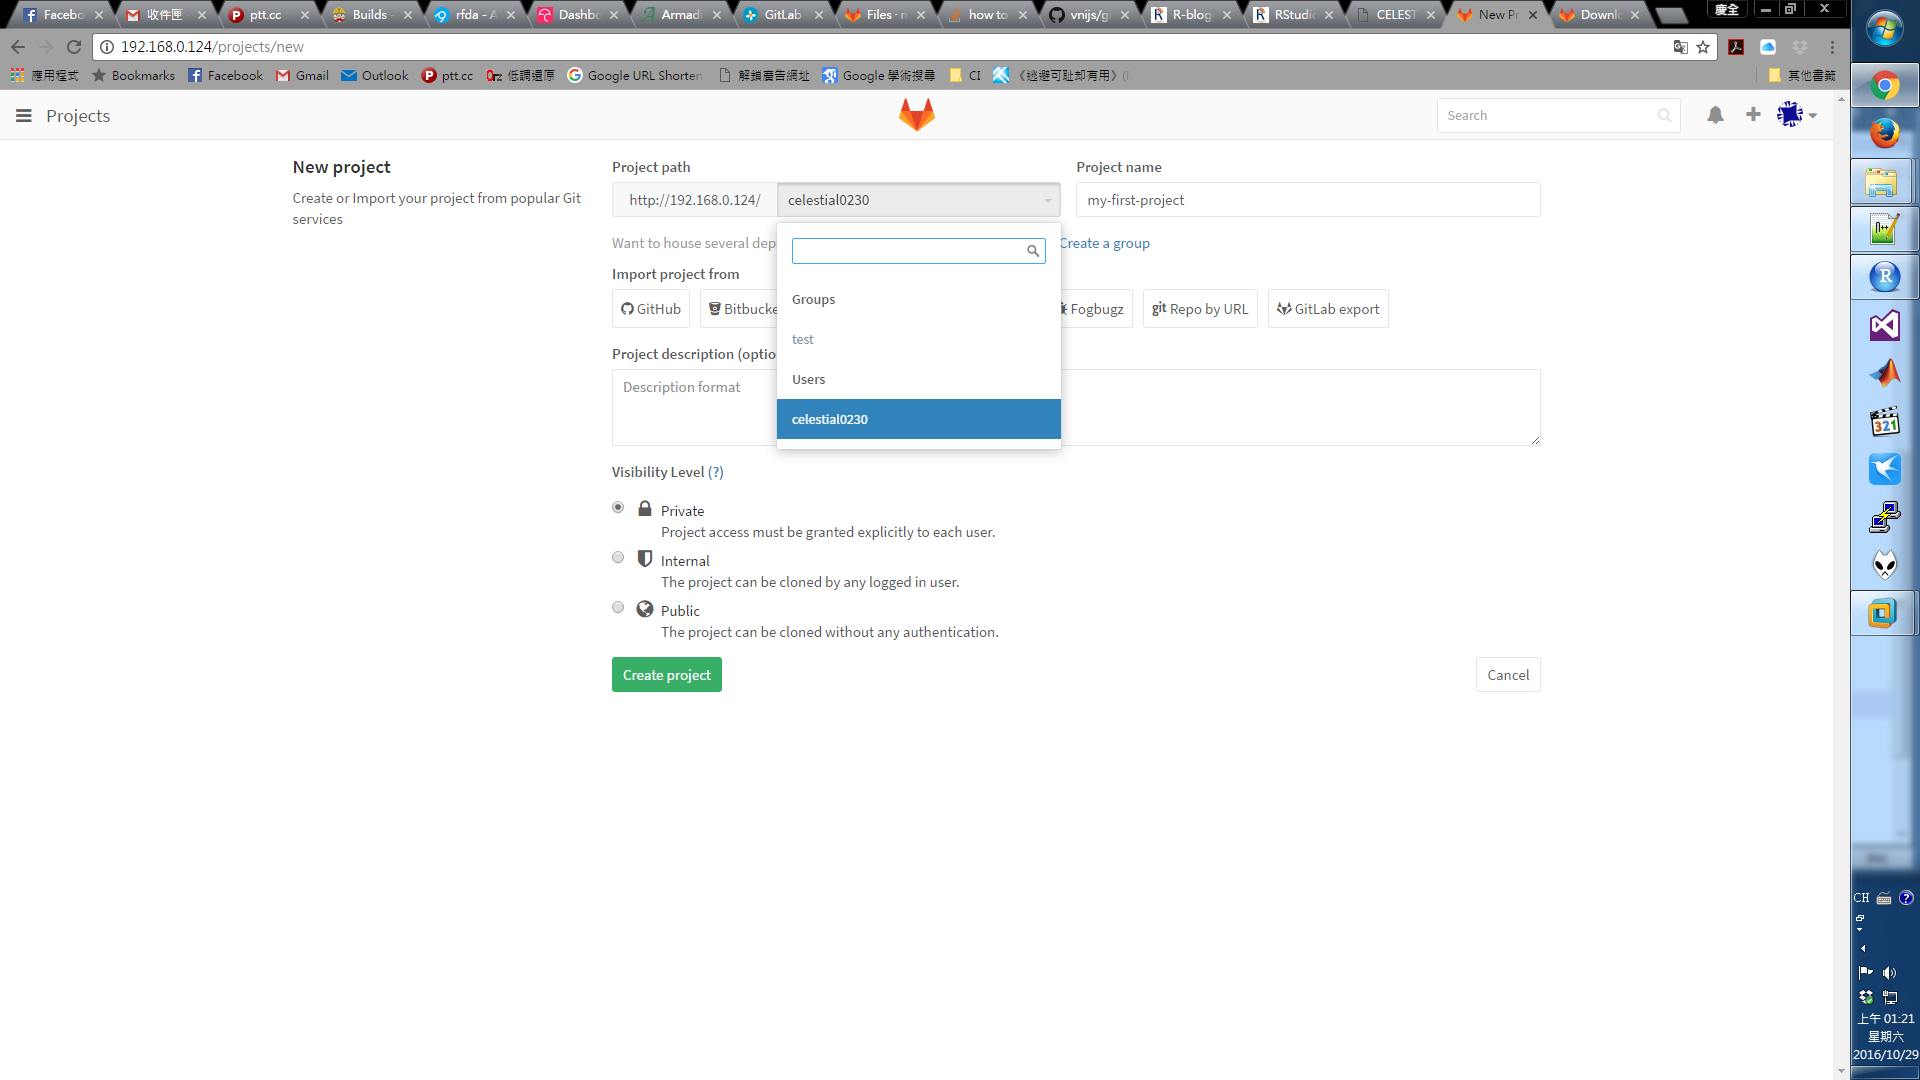 Facebo
收件匣
ptt.cc
Builds -
rfda - A
Dashbo
Armadi
GitLab
Files · n
how to
vnijs/gi
R-blog
RStudi
CELEST
New Pr
Downl
慶全
192.168.0.124/projects/new
應用程式
Bookmarks
Facebook
Gmail
Outlook
ptt.cc
低調還原
Google URL Shorten
解鎖廣告網址
Google 學術搜尋
CI
《逃避可耻却有用》(
其他書籤
Projects
Search
New project
Create or Import your project from popular Git
services
Project path
Project name
http://192.168.0.124/
celestial0230
my-first-project
Want to house several dep
Create a group
Import project from
GitHub
Bitbucke
Fogbugz
git Repo by URL
GitLab export
Groups
test
Users
celestial0230
Project description (optio
Description format
Visibility Level (?)
Private
Project access must be granted explicitly to each user.
Internal
The project can be cloned by any logged in user.
Public
The project can be cloned without any authentication.
Create project
Cancel
CH
上午 01:21
星期六
2016/10/29